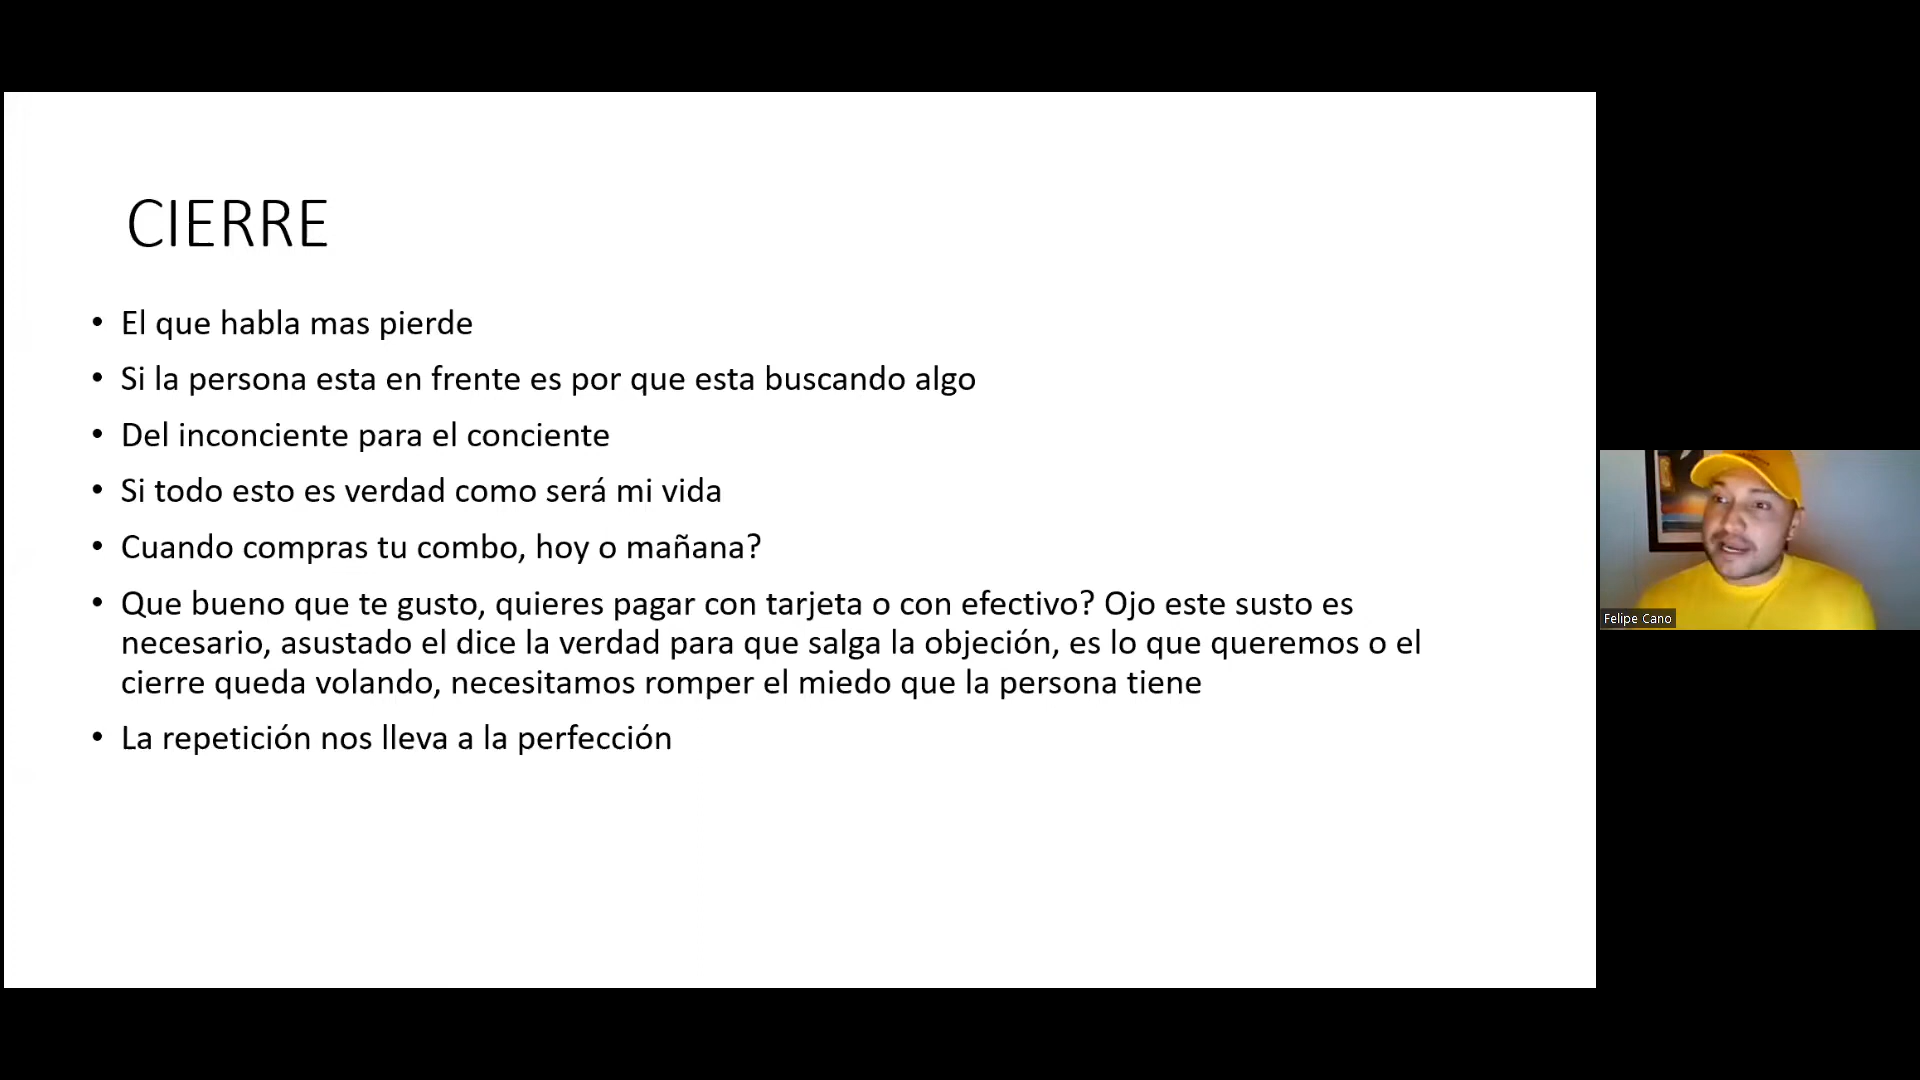 CIERRE
• El que habla mas pierde
• Si la persona esta en frente es por que esta buscando algo
• Del inconciente para el conciente
• Si todo esto es verdad como será mi vida
• Cuando compras tu combo, hoy o mañana?
• Que bueno que te gusto, quieres pagar con tarjeta o con efectivo? Ojo este susto es
necesario, asustado el dice la verdad para que salga la objeción, es lo que queremos o el
cierre queda volando, necesitamos romper el miedo que la persona tiene
• La repetición nos lleva a la perfección
Felipe Cano